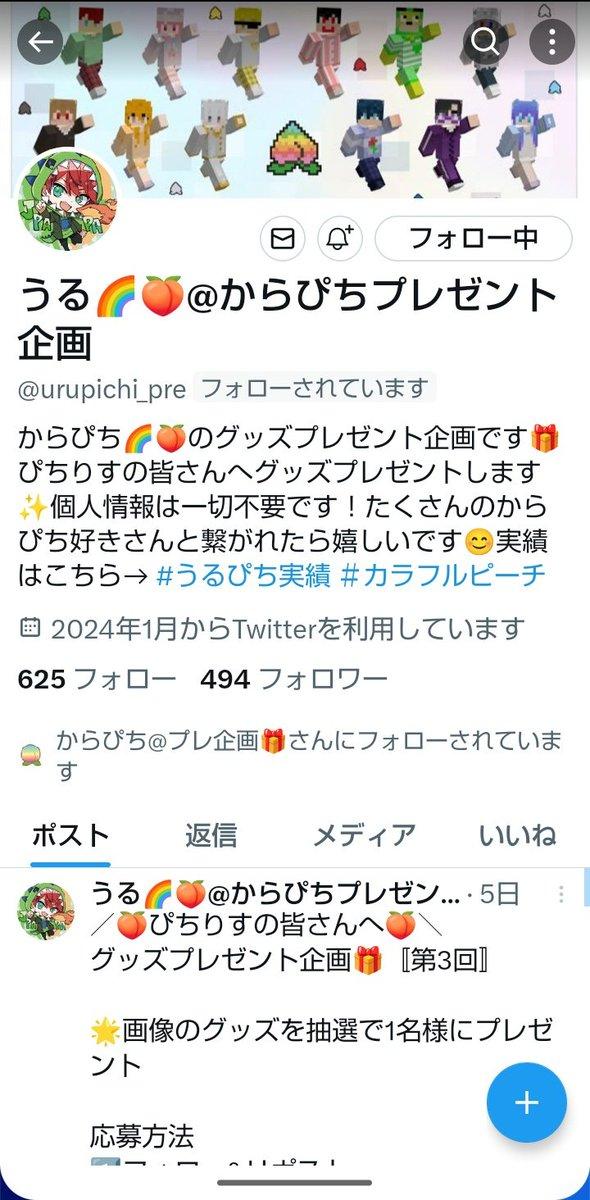 フォロー中
うる🌈🍑@からぴちプレゼント
企画
@urupichi_pre フォローされています
からぴち🌈🍑のグッズプレゼント企画です🎁
ぴちりすの皆さんへグッズプレゼントします
✨個人情報は一切不要です！たくさんのから
ぴち好きさんと繋がれたら嬉しいです😊実績
はこちら→ #うるぴち実績 #カラフルピーチ
2024年1月からTwitterを利用しています
625 フォロー 494 フォロワー
からぴち@プレ企画🎁さんにフォローされていま
す
ポスト 返信 メディア いいね
うる🌈🍑@からぴちプレゼン... · 5日
／🍑ぴちりすの皆さんへ🍑＼
グッズプレゼント企画🎁〚第3回〛
🌟画像のグッズを抽選で1名様にプレゼ
ント
応募方法